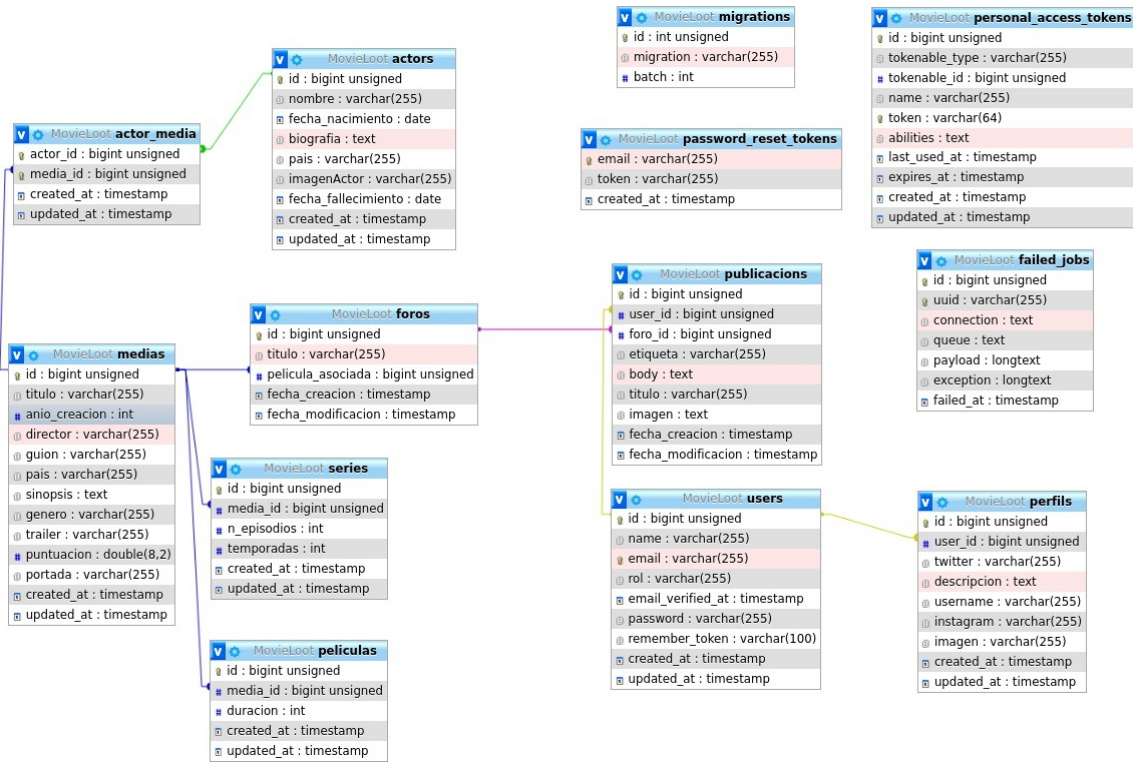 MovieLoot migrations
id : int unsigned
migration : varchar(255)
batch : int
MovieLoot personal_access_tokens
id : bigint unsigned
tokenable_type : varchar(255)
tokenable_id : bigint unsigned
name : varchar(255)
token : varchar(64)
abilities : text
last_used_at : timestamp
expires_at : timestamp
created_at : timestamp
updated_at : timestamp
MovieLoot actors
id : bigint unsigned
nombre : varchar(255)
fecha_nacimiento : date
biografia : text
pais : varchar(255)
imagenActor : varchar(255)
fecha_fallecimiento : date
created_at : timestamp
updated_at : timestamp
MovieLoot actor_media
actor_id : bigint unsigned
media_id : bigint unsigned
created_at : timestamp
updated_at : timestamp
MovieLoot password_reset_tokens
email : varchar(255)
token : varchar(255)
created_at : timestamp
MovieLoot failed_jobs
id : bigint unsigned
uuid : varchar(255)
connection : text
queue : text
payload : longtext
exception : longtext
failed_at : timestamp
MovieLoot publicacions
id : bigint unsigned
user_id : bigint unsigned
foro_id : bigint unsigned
etiqueta : varchar(255)
body : text
titulo : varchar(255)
imagen : text
fecha_creacion : timestamp
fecha_modificacion : timestamp
MovieLoot foros
id : bigint unsigned
titulo : varchar(255)
pelicula_asociada : bigint unsigned
fecha_creacion : timestamp
fecha_modificacion : timestamp
MovieLoot medias
id : bigint unsigned
titulo : varchar(255)
anio_creacion : int
director : varchar(255)
guion : varchar(255)
pais : varchar(255)
sinopsis : text
genero : varchar(255)
trailer : varchar(255)
puntuacion : double(8,2)
portada : varchar(255)
created_at : timestamp
updated_at : timestamp
MovieLoot series
id : bigint unsigned
media_id : bigint unsigned
n_episodios : int
temporadas : int
created_at : timestamp
updated_at : timestamp
MovieLoot users
id : bigint unsigned
name : varchar(255)
email : varchar(255)
rol : varchar(255)
email_verified_at : timestamp
password : varchar(255)
remember_token : varchar(100)
created_at : timestamp
updated_at : timestamp
MovieLoot perfils
id : bigint unsigned
user_id : bigint unsigned
twitter : varchar(255)
descripcion : text
username : varchar(255)
instagram : varchar(255)
imagen : varchar(255)
created_at : timestamp
updated_at : timestamp
MovieLoot peliculas
id : bigint unsigned
media_id : bigint unsigned
duracion : int
created_at : timestamp
updated_at : timestamp